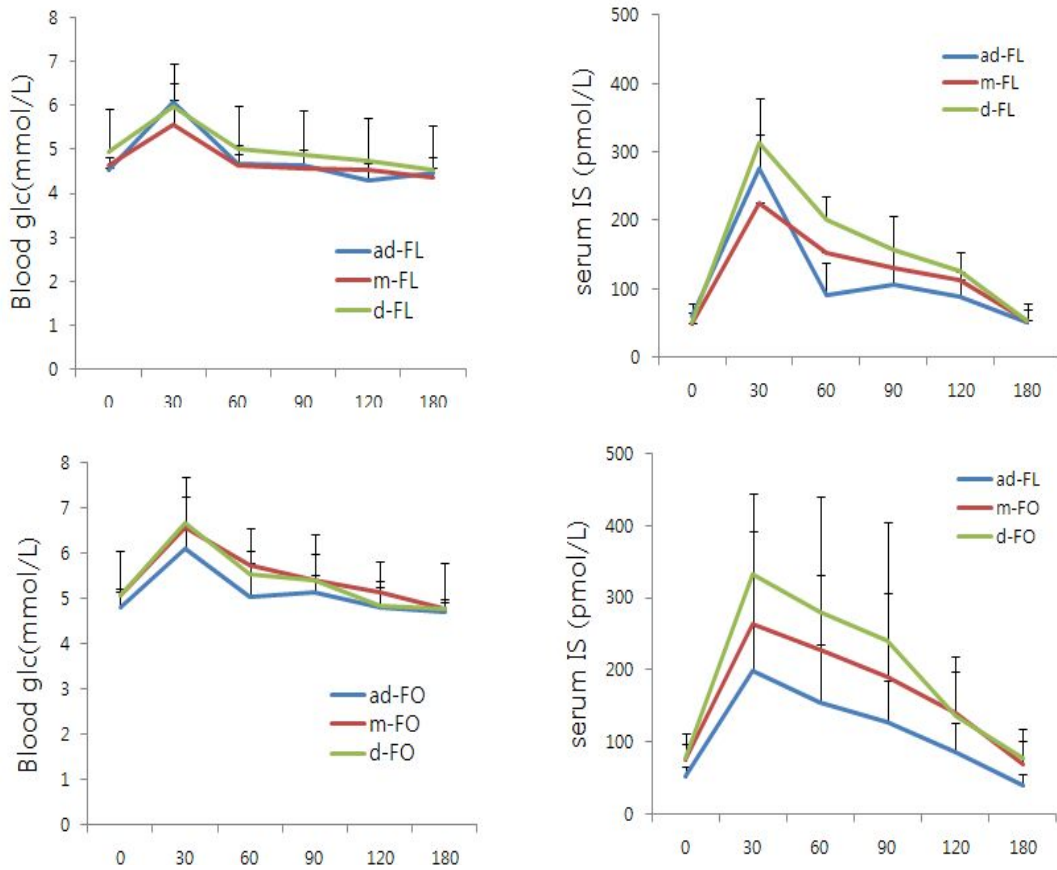 Blood glc(mmol/L)
8
7
6
5
4
3
2
1
0
0 30 60 90 120 180
ad-FL
m-FL
d-FL
serum IS (pmol/L)
500
400
300
200
100
0
0 30 60 90 120 180
ad-FL
m-FL
d-FL
Blood glc(mmol/L)
8
7
6
5
4
3
2
1
0
0 30 60 90 120 180
ad-FO
m-FO
d-FO
serum IS (pmol/L)
500
400
300
200
100
0
0 30 60 90 120 180
ad-FL
m-FO
d-FO